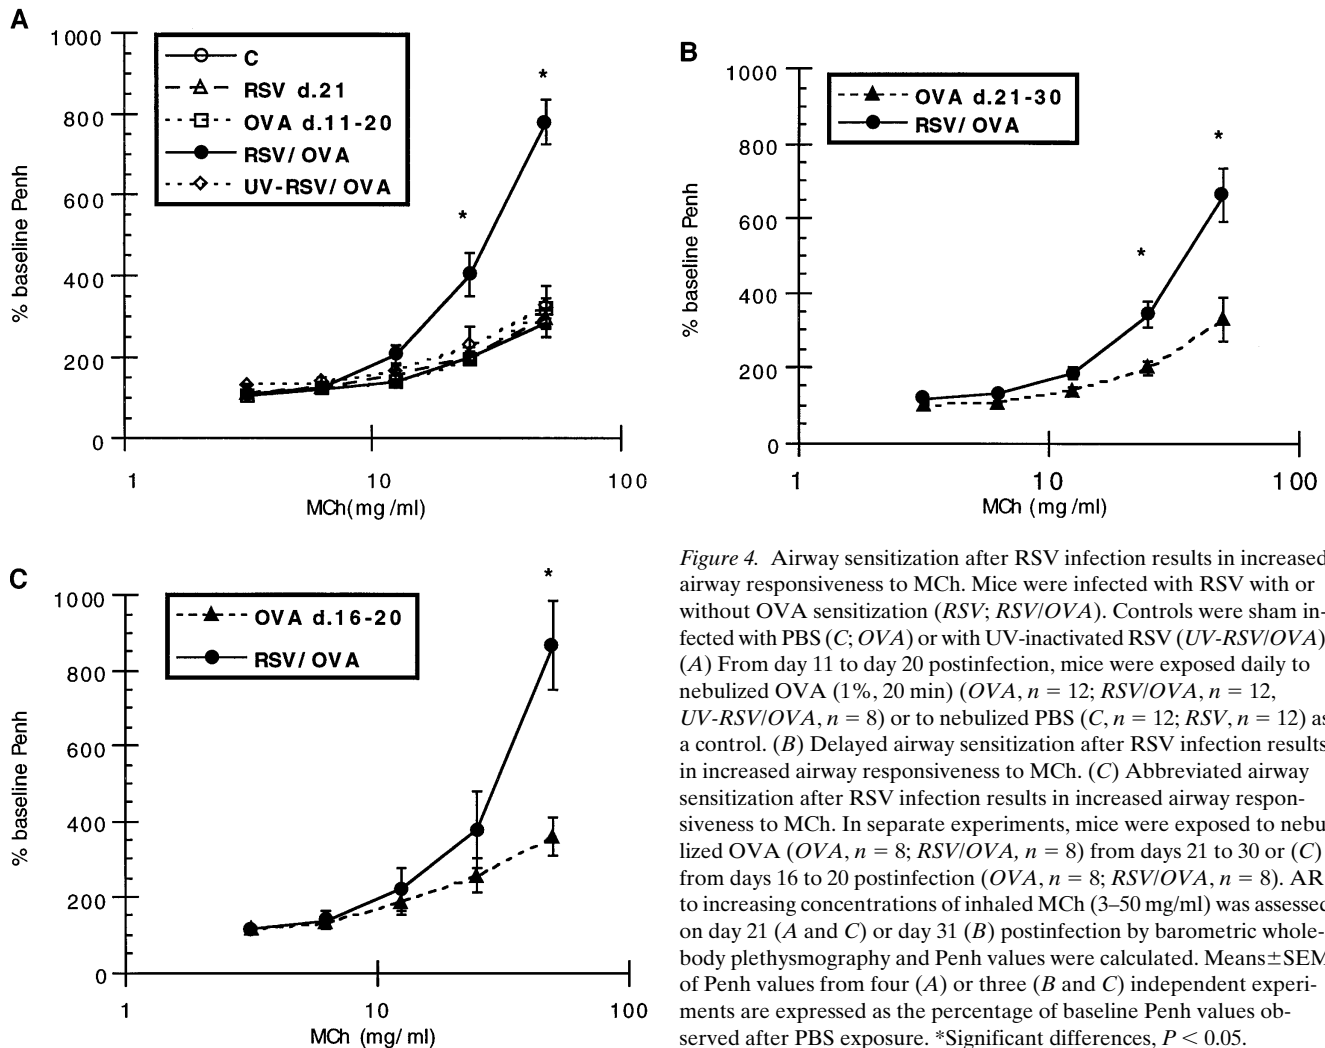 A
1000
800
600
400
200
0
% baseline Penh
C
RSV d.21
OVA d.11-20
RSV/ OVA
UV-RSV/ OVA
*
*
1
10
100
MCh(mg /ml)
B
1000
800
600
400
200
0
% baseline Penh
OVA d.21-30
RSV/ OVA
*
*
1
10
100
MCh (mg /ml)
C
1000
800
600
400
200
0
% baseline Penh
OVA d.16-20
RSV/ OVA
*
1
10
100
MCh (mg/ ml)
Figure 4. Airway sensitization after RSV infection results in increased
airway responsiveness to MCh. Mice were infected with RSV with or
without OVA sensitization (RSV; RSV/OVA). Controls were sham in-
fected with PBS (C; OVA) or with UV-inactivated RSV (UV-RSV/OVA)
(A) From day 11 to day 20 postinfection, mice were exposed daily to
nebulized OVA (1%, 20 min) (OVA, n = 12; RSV/OVA, n = 12,
UV-RSV/OVA, n = 8) or to nebulized PBS (C, n = 12; RSV, n = 12) as
a control. (B) Delayed airway sensitization after RSV infection results
in increased airway responsiveness to MCh. (C) Abbreviated airway
sensitization after RSV infection results in increased airway respon-
siveness to MCh. In separate experiments, mice were exposed to nebu
lized OVA (OVA, n = 8; RSV/OVA, n = 8) from days 21 to 30 or (C)
from days 16 to 20 postinfection (OVA, n = 8; RSV/OVA, n = 8). AR
to increasing concentrations of inhaled MCh (3–50 mg/ml) was assessed
on day 21 (A and C) or day 31 (B) postinfection by barometric whole-
body plethysmography and Penh values were calculated. Means±SEM
of Penh values from four (A) or three (B and C) independent experi-
ments are expressed as the percentage of baseline Penh values ob-
served after PBS exposure. *Significant differences, P < 0.05.